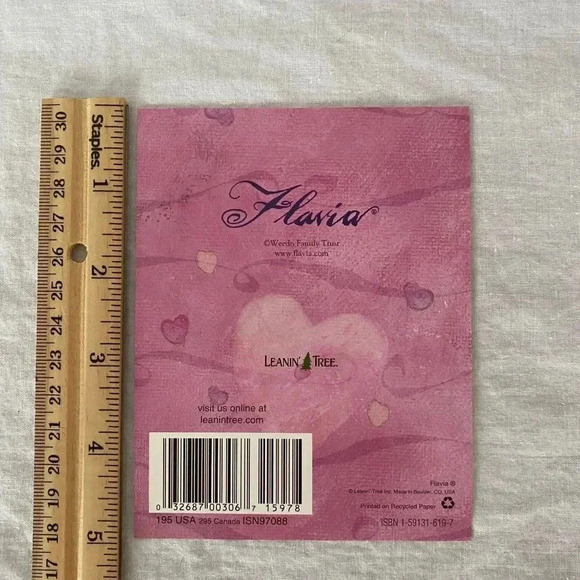 Staples.
1
2
3
4
5
30
29
28
27
26
25
24
23
22
21
20
19
18
17
Flavia®
©Weedn Family Trust
www.flavia.com
LEANIN' TREE.
visit us online at
leanintree.com
0 32687 00306 7 15978
195 USA 295 Canada ISN97088
Flavia ®
© Leanin' Tree Inc. Made in Boulder, CO, USA
Printed on Recycled Paper
ISBN 1-59131-619-7